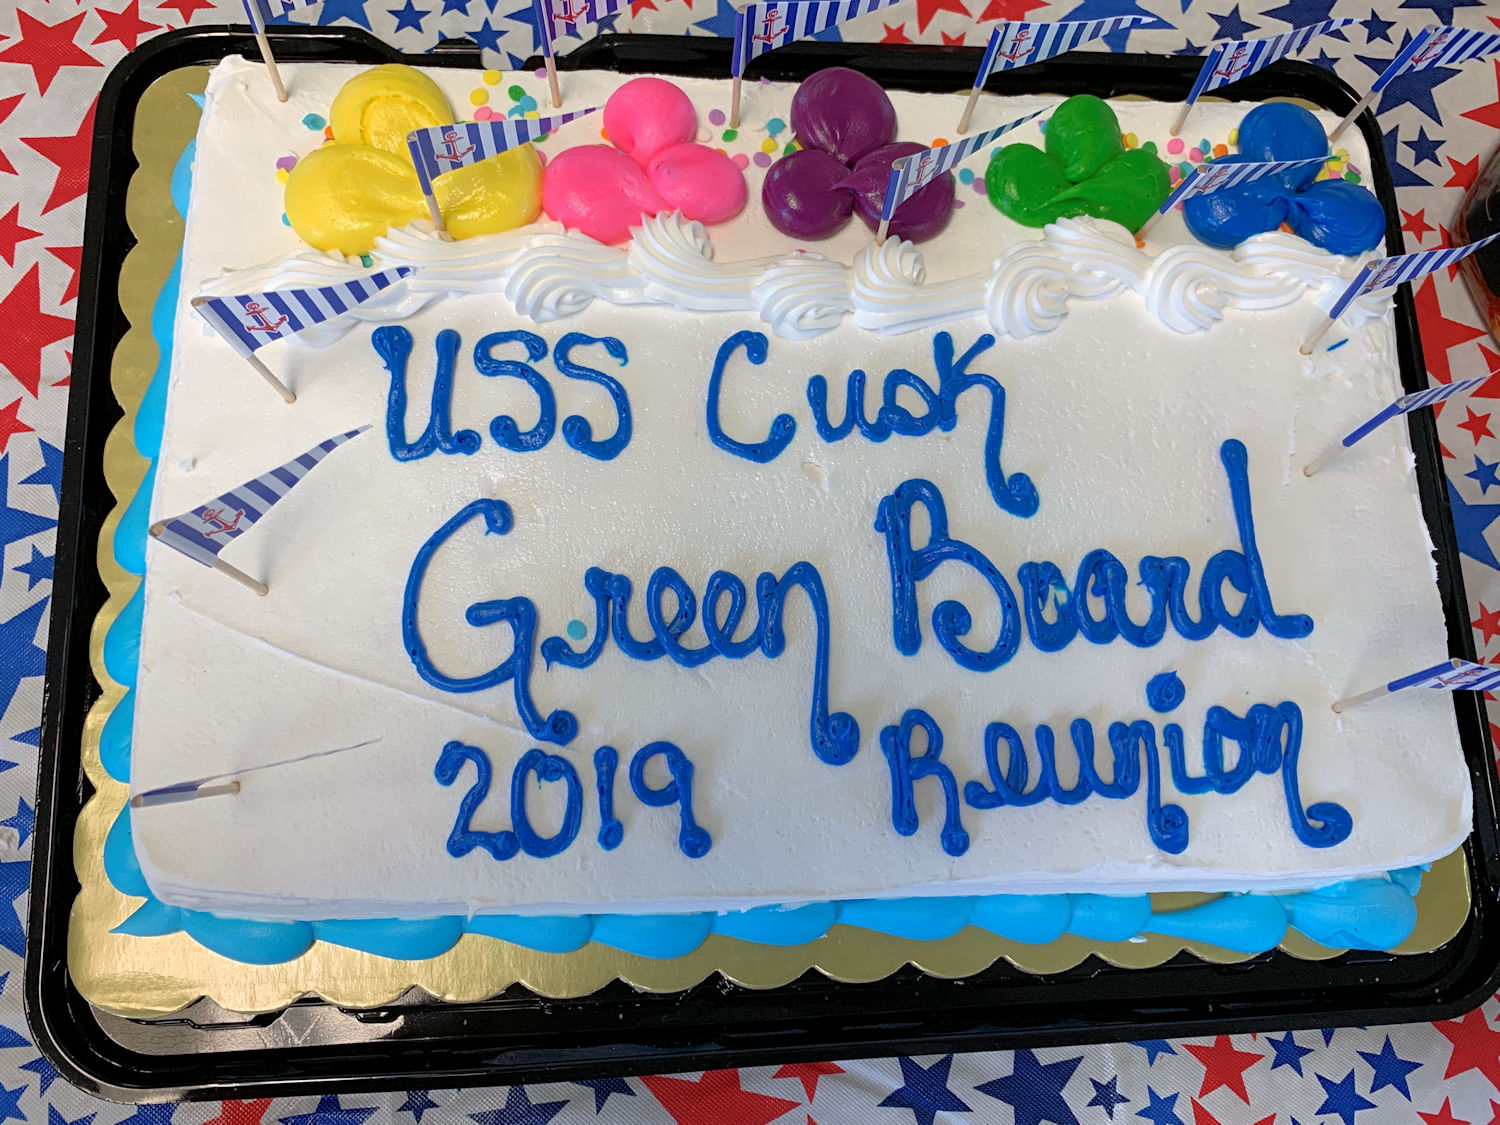 USS Cusk
Green Board
2019 Reunion